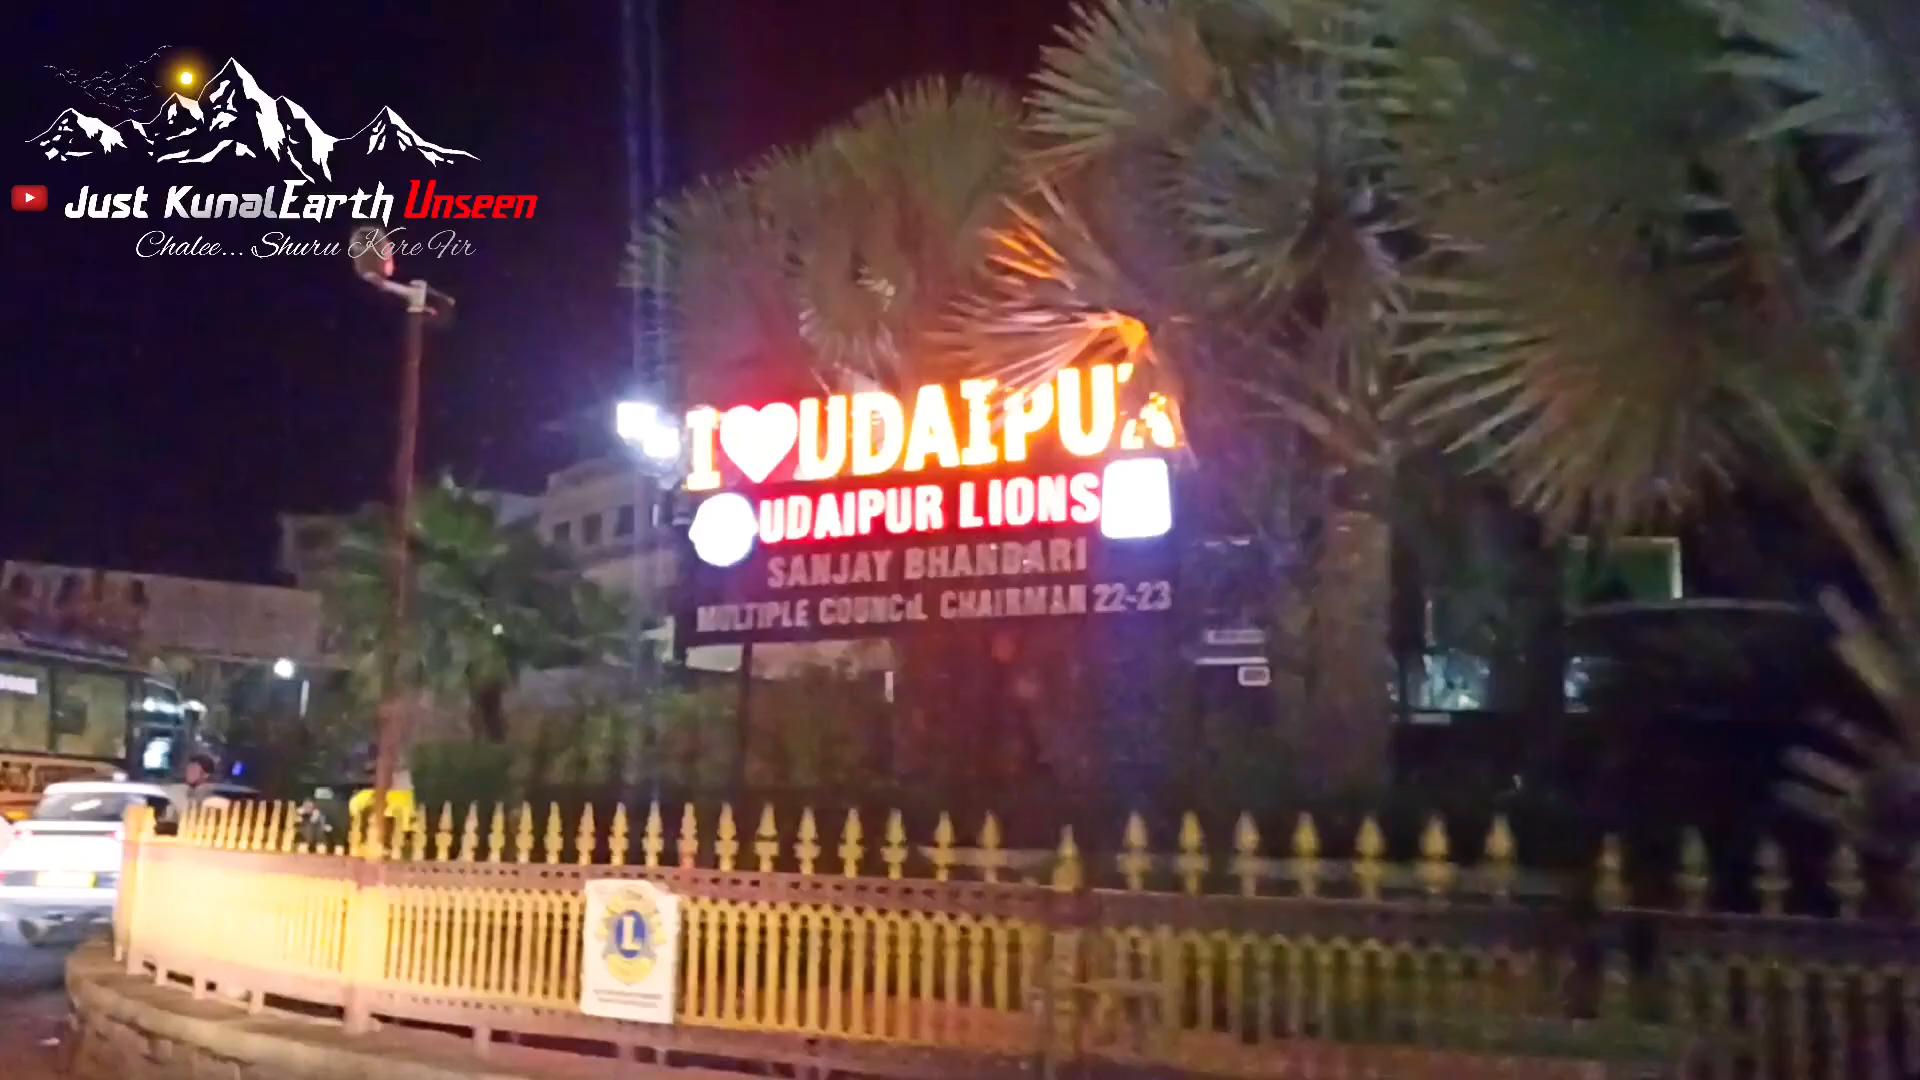 Just KunalEarth Unseen
Chalee... Shuru Kare Fir
I ❤ UDAIPUR
UDAIPUR LIONS
SANJAY BHANDARI
MULTIPLE COUNCIL CHAIRMAN 22-23
L